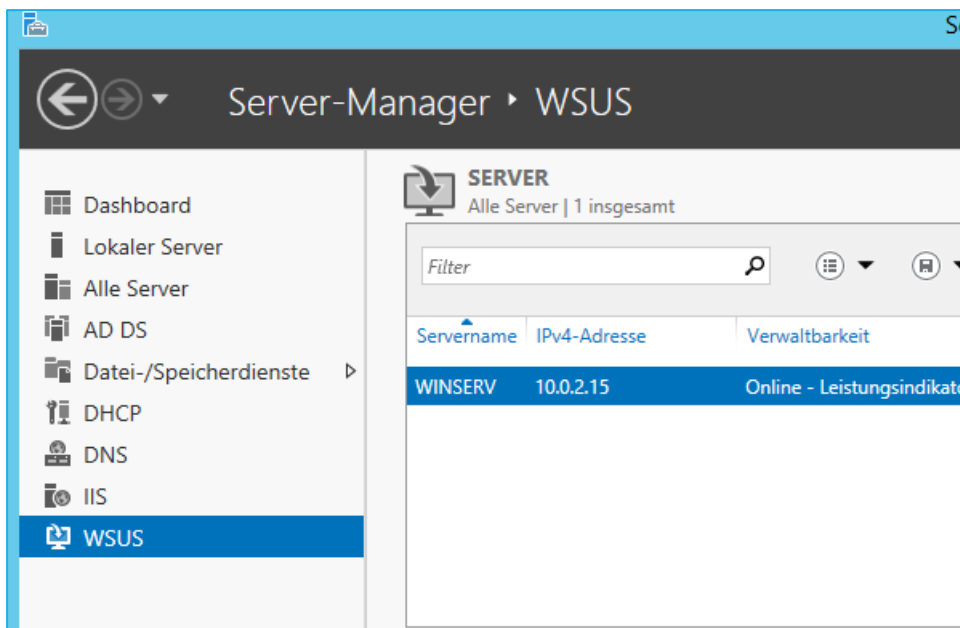 Server-Manager ‣ WSUS
Dashboard
Lokaler Server
Alle Server
AD DS
Datei-/Speicherdienste
DHCP
DNS
IIS
WSUS
SERVER
Alle Server | 1 insgesamt
Filter
Servername IPv4-Adresse Verwaltbarkeit
WINSERV 10.0.2.15 Online - Leistungsindikat